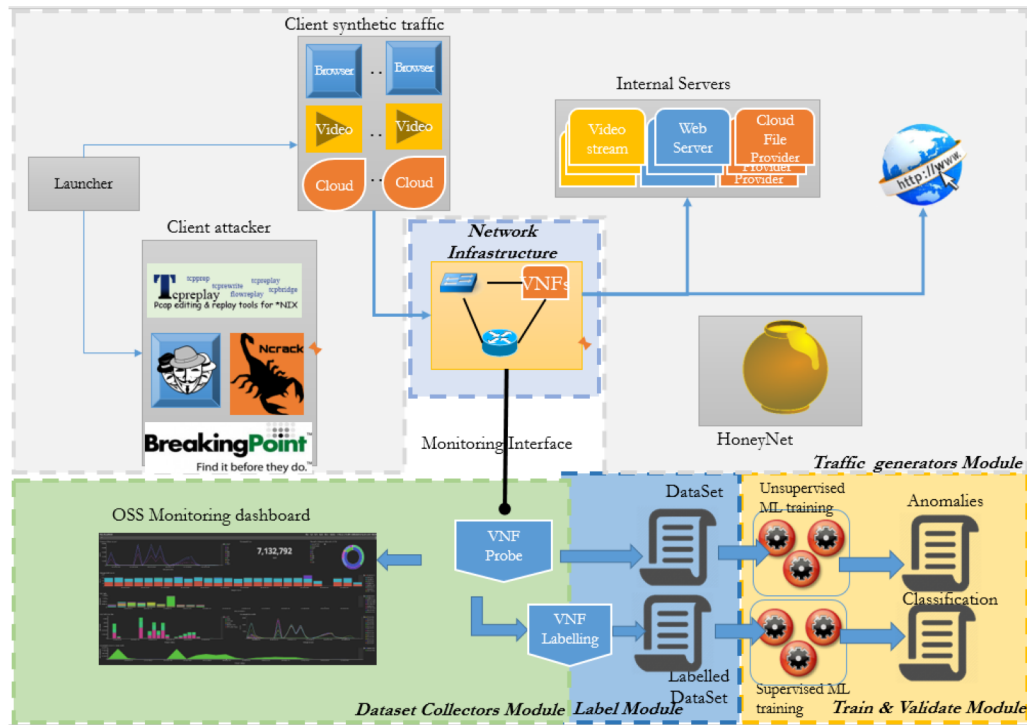 Client synthetic traffic
Browser
. .
Browser
Video
. .
Video
Cloud
. .
Cloud
Launcher
Internal Servers
Video
stream
Web
Server
Cloud
File
Provider
Provider
Provider
http://www.
Client attacker
Tcpreplay
tcpprep
tcprewrite
tcpreplay
flowreplay
tcpbridge
Pcap editing & replay tools for *NIX
Ncrack
BreakingPoint™
Find it before they do.™
Network
Infrastructure
VNFs
HoneyNet
Monitoring Interface
Traffic generators Module
OSS Monitoring dashboard
7,132,792
VNF
Probe
VNF
Labelling
DataSet
Labelled
DataSet
Unsupervised
ML training
Anomalies
Classification
Supervised ML
training
Dataset Collectors Module
Label Module
Train & Validate Module